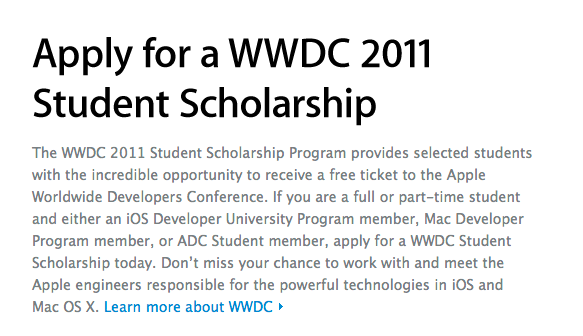 Apply for a WWDC 2011
Student Scholarship
The WWDC 2011 Student Scholarship Program provides selected students
with the incredible opportunity to receive a free ticket to the Apple
Worldwide Developers Conference. If you are a full or part-time student
and either an iOS Developer University Program member, Mac Developer
Program member, or ADC Student member, apply for a WWDC Student
Scholarship today. Don’t miss your chance to work with and meet the
Apple engineers responsible for the powerful technologies in iOS and
Mac OS X. Learn more about WWDC ▸